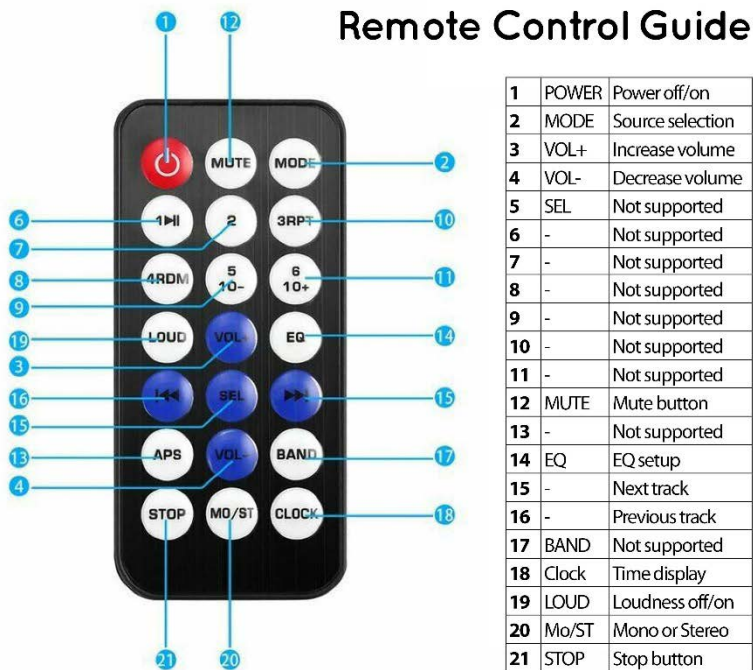 Remote Control Guide
1 12
MUTE MODE 2
6 1▶II 2 3RPT 10
7
8 4RDM 5 10- 6 10+ 11
9
19 LOUD VOL+ EQ 14
3
16 |◀◀ SEL ▶▶| 15
15
13 APS VOL- BAND 17
4
STOP MO/ST CLOCK 18
21 20
1 POWER Power off/on
2 MODE Source selection
3 VOL+ Increase volume
4 VOL- Decrease volume
5 SEL Not supported
6 - Not supported
7 - Not supported
8 - Not supported
9 - Not supported
10 - Not supported
11 - Not supported
12 MUTE Mute button
13 - Not supported
14 EQ EQ setup
15 - Next track
16 - Previous track
17 BAND Not supported
18 Clock Time display
19 LOUD Loudness off/on
20 Mo/ST Mono or Stereo
21 STOP Stop button